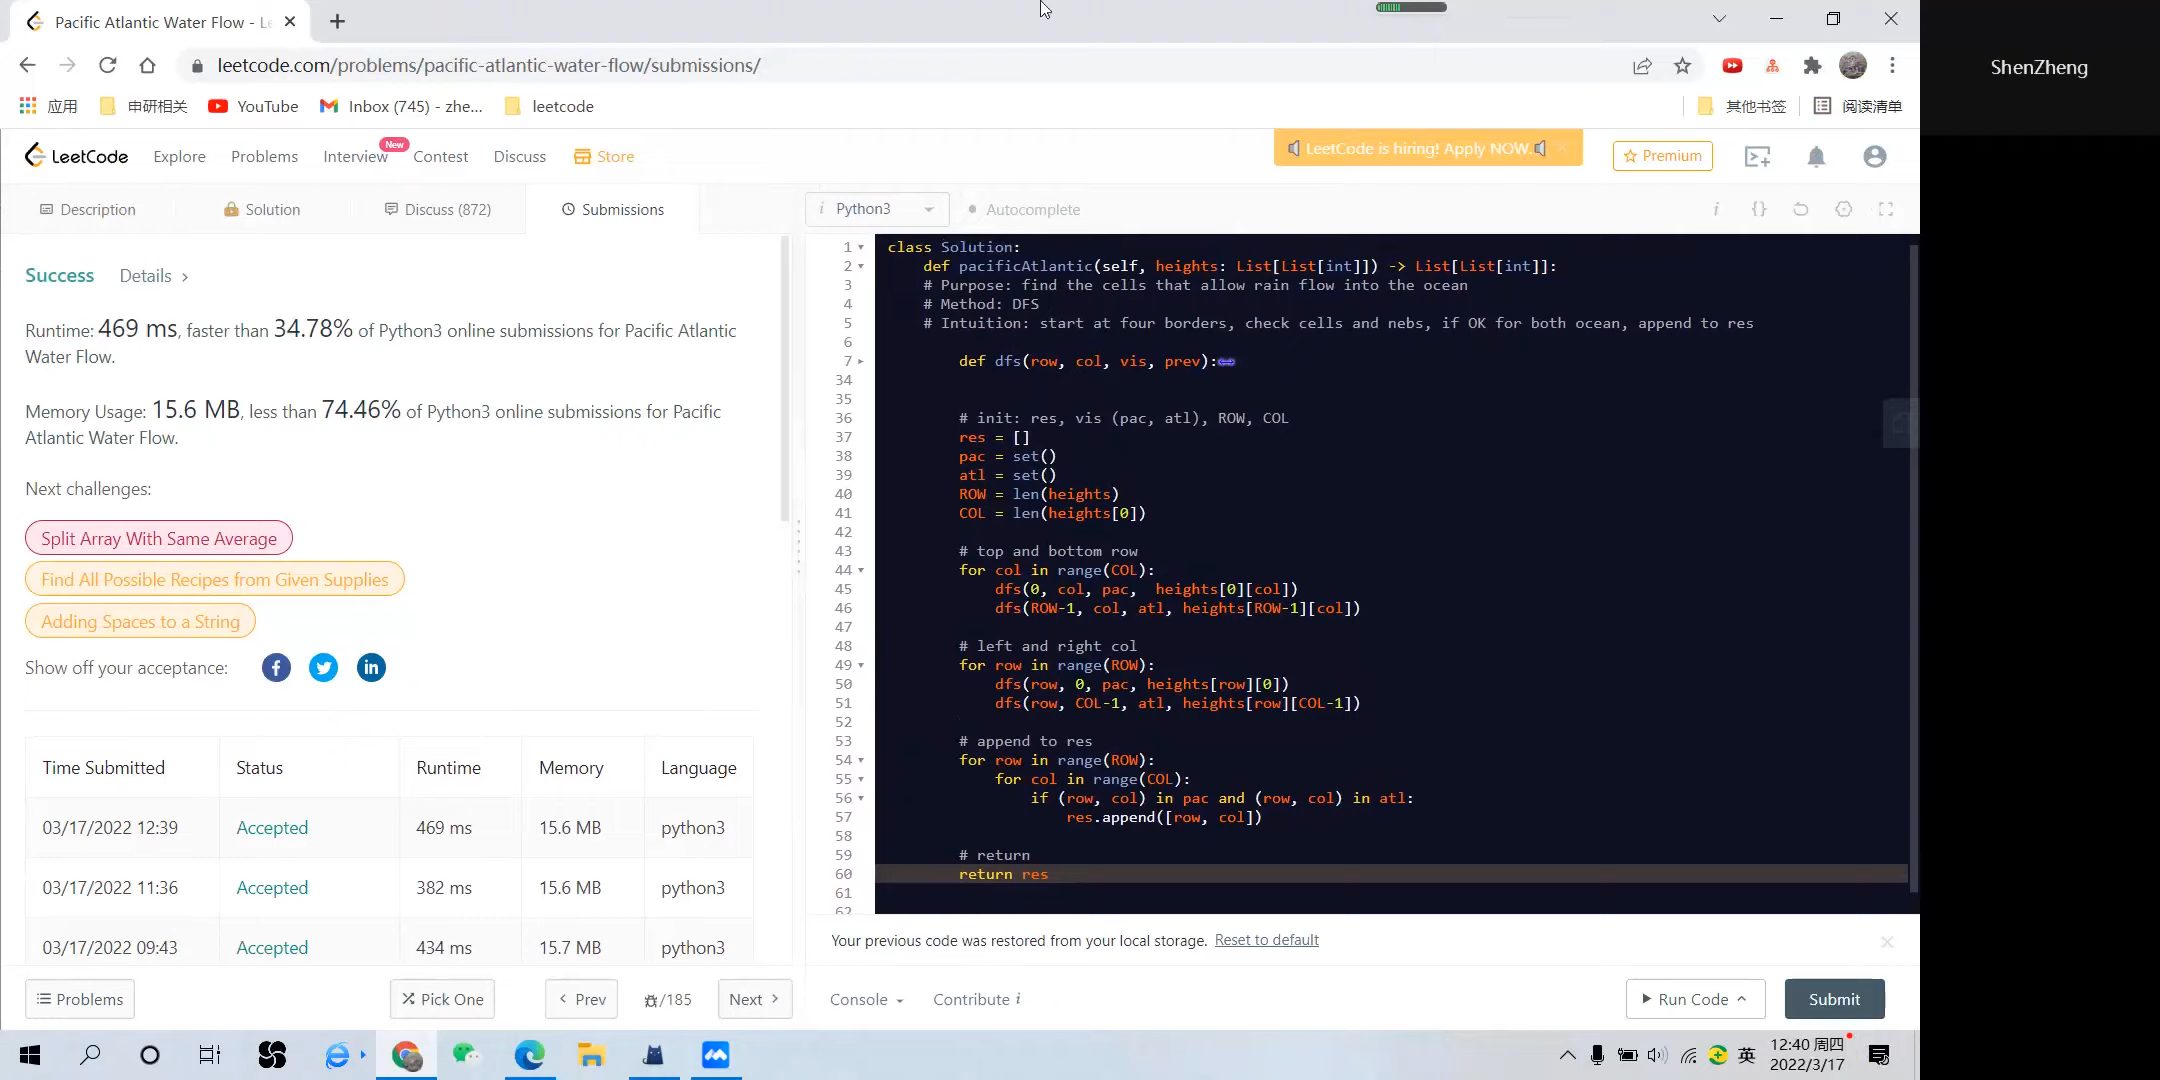 Pacific Atlantic Water Flow - Le
leetcode.com/problems/pacific-atlantic-water-flow/submissions/
应用 申研相关 YouTube Inbox (745) - zhe... leetcode 其他书签 阅读清单
ShenZheng
LeetCode Explore Problems Interview New Contest Discuss Store
LeetCode is hiring! Apply NOW.
Premium
Description Solution Discuss (872) Submissions
i Python3 Autocomplete
Success Details >
Runtime: 469 ms, faster than 34.78% of Python3 online submissions for Pacific Atlantic
Water Flow.
Memory Usage: 15.6 MB, less than 74.46% of Python3 online submissions for Pacific
Atlantic Water Flow.
Next challenges:
Split Array With Same Average
Find All Possible Recipes from Given Supplies
Adding Spaces to a String
Show off your acceptance:
Time Submitted Status Runtime Memory Language
03/17/2022 12:39 Accepted 469 ms 15.6 MB python3
03/17/2022 11:36 Accepted 382 ms 15.6 MB python3
03/17/2022 09:43 Accepted 434 ms 15.7 MB python3
1 class Solution:
2 def pacificAtlantic(self, heights: List[List[int]]) -> List[List[int]]:
3 # Purpose: find the cells that allow rain flow into the ocean
4 # Method: DFS
5 # Intuition: start at four borders, check cells and nebs, if OK for both ocean, append to res
6
7 def dfs(row, col, vis, prev):
34
35
36 # init: res, vis (pac, atl), ROW, COL
37 res = []
38 pac = set()
39 atl = set()
40 ROW = len(heights)
41 COL = len(heights[0])
42
43 # top and bottom row
44 for col in range(COL):
45 dfs(0, col, pac,  heights[0][col])
46 dfs(ROW-1, col, atl, heights[ROW-1][col])
47
48 # left and right col
49 for row in range(ROW):
50 dfs(row, 0, pac, heights[row][0])
51 dfs(row, COL-1, atl, heights[row][COL-1])
52
53 # append to res
54 for row in range(ROW):
55 for col in range(COL):
56 if (row, col) in pac and (row, col) in atl:
57 res.append([row, col])
58
59 # return
60 return res
61
62
Your previous code was restored from your local storage. Reset to default
Problems Pick One < Prev /185 Next >
Console Contribute i Run Code Submit
英 12:40 周四
2022/3/17